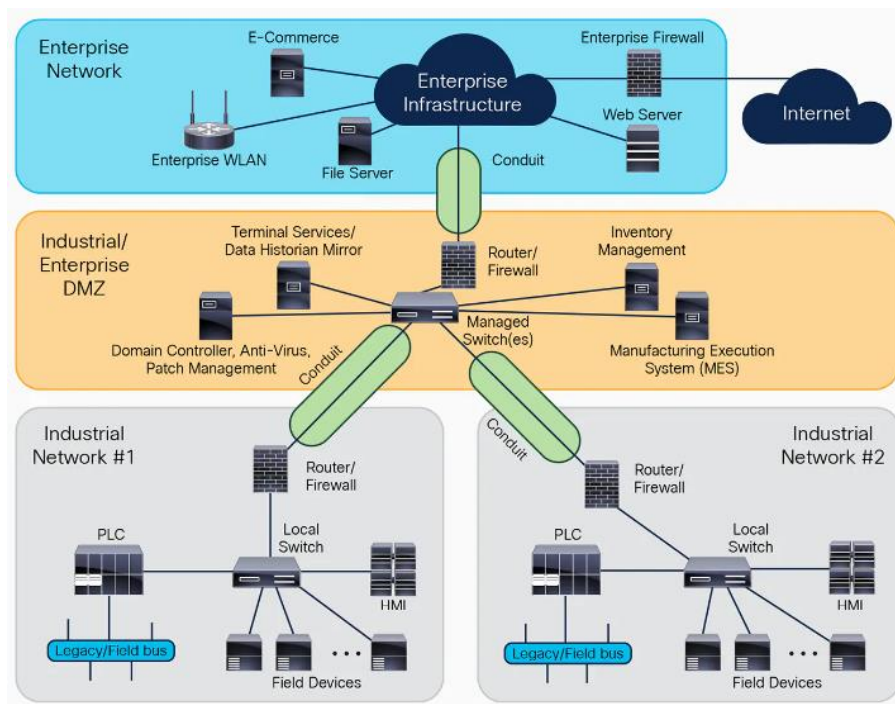 Enterprise
Network
E-Commerce
Enterprise
Infrastructure
Enterprise Firewall
Internet
Web Server
Enterprise WLAN
File Server
Conduit
Industrial/
Enterprise
DMZ
Terminal Services/
Data Historian Mirror
Router/
Firewall
Inventory
Management
Domain Controller, Anti-Virus,
Patch Management
Managed
Switch(es)
Manufacturing Execution
System (MES)
Conduit
Conduit
Industrial
Network #1
Router/
Firewall
PLC
Local
Switch
HMI
Legacy/Field bus
Field Devices
Industrial
Network #2
Router/
Firewall
PLC
Local
Switch
HMI
Legacy/Field bus
Field Devices